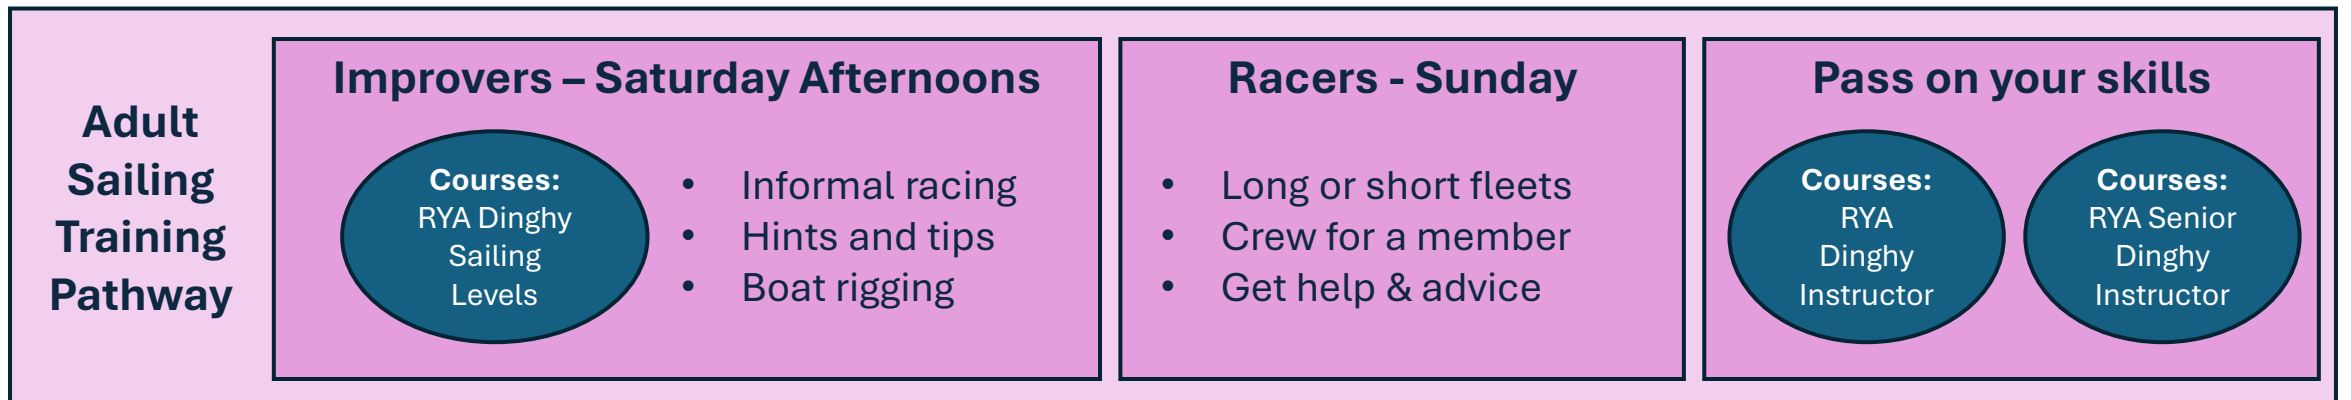 Adult
Sailing
Training
Pathway
Improvers – Saturday Afternoons
Courses:
RYA Dinghy
Sailing
Levels
• Informal racing
• Hints and tips
• Boat rigging
Racers - Sunday
• Long or short fleets
• Crew for a member
• Get help & advice
Pass on your skills
Courses:
RYA
Dinghy
Instructor
Courses:
RYA Senior
Dinghy
Instructor